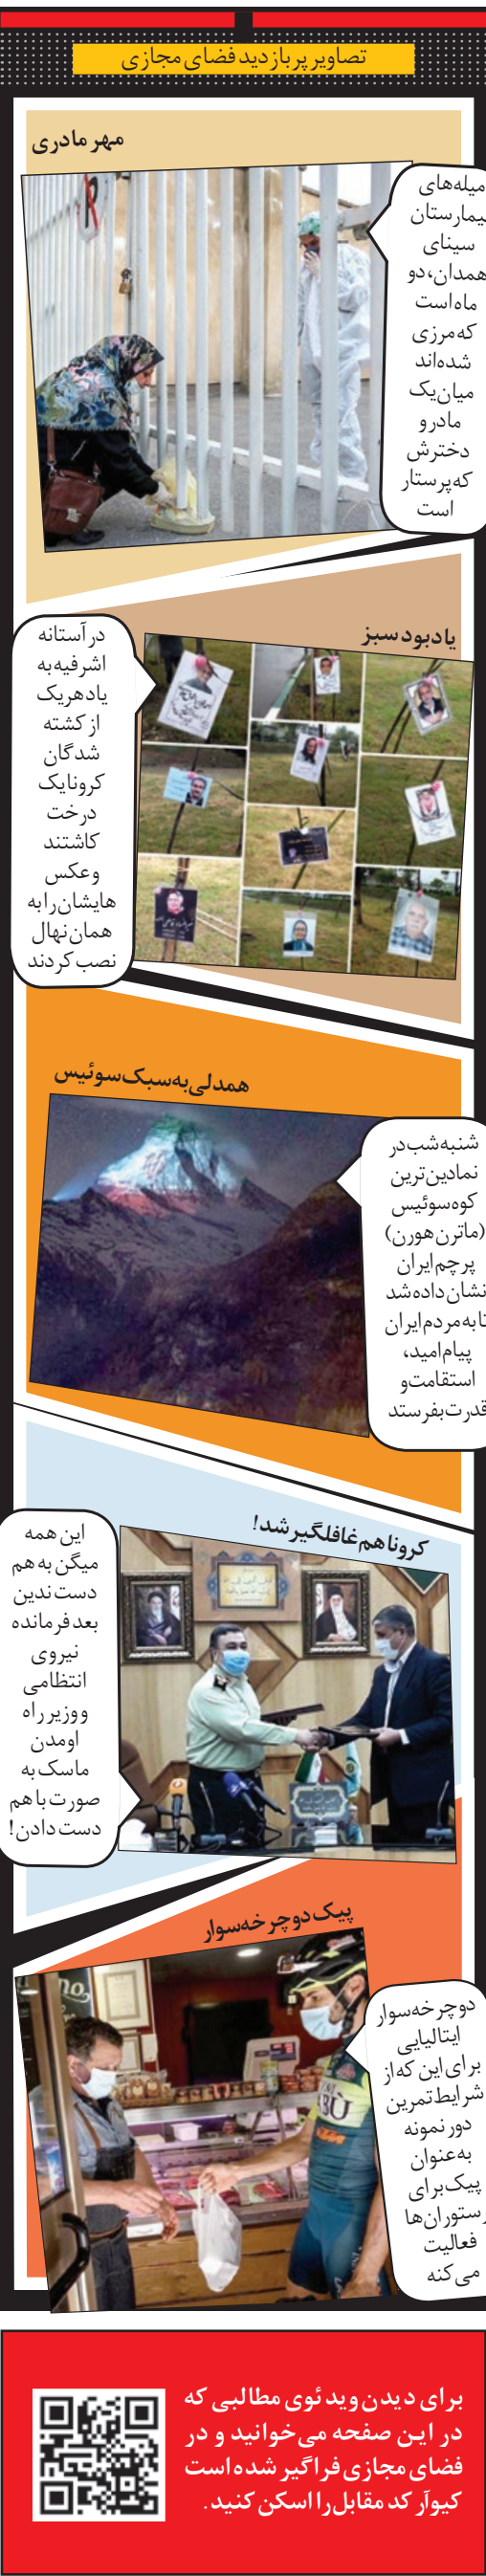 تصاویر پربازدید فضای مجازی
مهر مادری
میله‌های
بیمارستان
سینای
همدان، دو
ماه است
که مرزی
شده‌اند
میان یک
مادر و
دخترش
که پرستار
است
یادبود سبز
در آستانه
اشرفیه به
یاد هر یک
از کشته
شدگان
کرونا یک
درخت
کاشتند
و عکس
هایشان را به
همان نهال
نصب کردند
همدلی به سبک سوئیس
شنبه شب در
نمادین‌ترین
کوه سوئیس
(ماترن هورن)
پرچم ایران
نشان داده شد
تا به مردم ایران
پیام امید،
استقامت و
قدرت بفرستد
کرونا هم غافلگیر شد!
این همه
میگن به هم
دست ندین
بعد فرمانده
نیروی
انتظامی
و وزیر راه
اومدن
ماسک به
صورت با هم
دست دادن!
پیک دوچرخه‌سوار
دوچرخه‌سوار
ایتالیایی
برای این که از
شرایط تمرین
دور نمونه
به عنوان
پیک برای
رستوران‌ها
فعالیت
می‌کنه
برای دیدن ویدئوی مطالبی که
در این صفحه می‌خوانید و در
فضای مجازی فراگیر شده است
کیوآر کد مقابل را اسکن کنید.